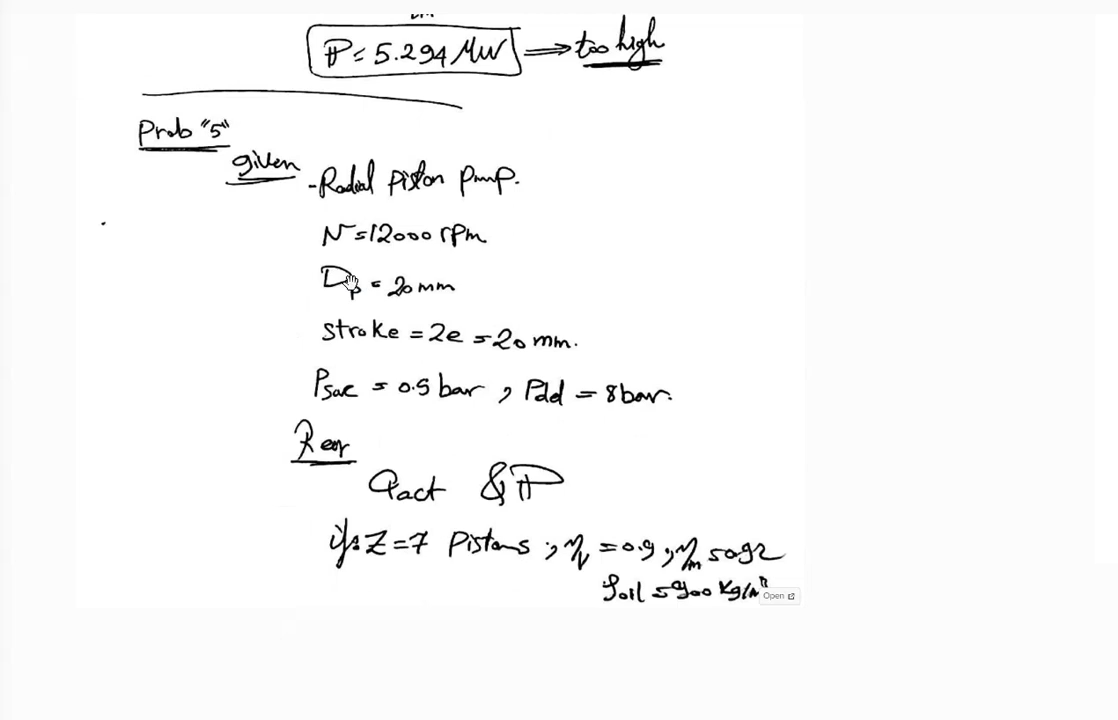 P = 5.294 MW ⟹ too high
Prob "5"
given
- Radial piston pump.
N = 12000 rpm
Dp = 20 mm
stroke = 2e = 20 mm.
Psuc = 0.5 bar , Pdel = 8 bar.
Req
Qact & P
if: Z = 7 Pistons ; ηv = 0.9 , ηm = 0.92
ρoil = 900 kg/m
Open